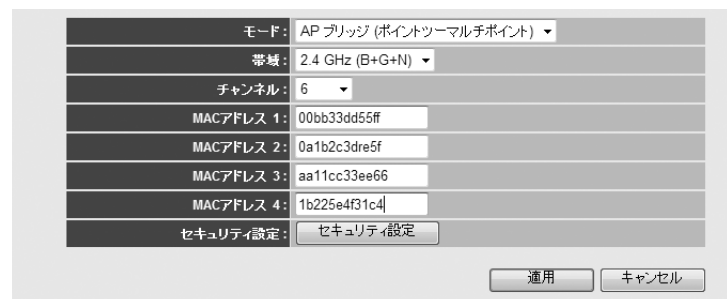 モード: AP ブリッジ (ポイントツーマルチポイント)
帯域: 2.4 GHz (B+G+N)
チャンネル: 6
MACアドレス 1: 00bb33dd55ff
MACアドレス 2: 0a1b2c3dre5f
MACアドレス 3: aa11cc33ee66
MACアドレス 4: 1b225e4f31c4
セキュリティ設定: セキュリティ設定
適用 キャンセル